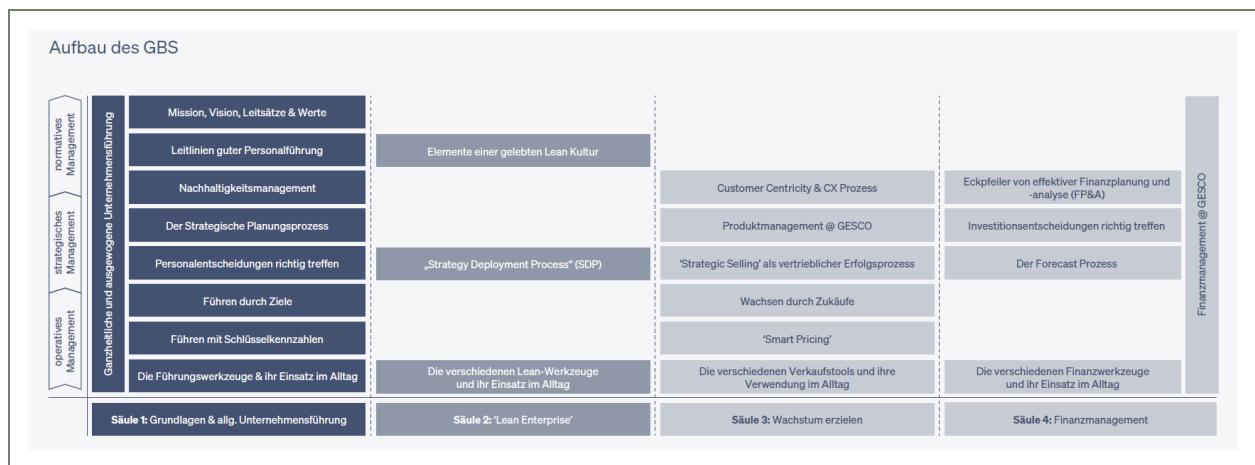 Aufbau des GBS
normatives
Management
strategisches
Management
operatives
Management
Ganzheitliche und ausgewogene Unternehmensführung
Mission, Vision, Leitsätze & Werte
Leitlinien guter Personalführung
Nachhaltigkeitsmanagement
Der Strategische Planungsprozess
Personalentscheidungen richtig treffen
Führen durch Ziele
Führen mit Schlüsselkennzahlen
Die Führungswerkzeuge & ihr Einsatz im Alltag
Säule 1: Grundlagen & allg. Unternehmensführung
Elemente einer gelebten Lean Kultur
„Strategy Deployment Process“ (SDP)
Die verschiedenen Lean-Werkzeuge
und ihr Einsatz im Alltag
Säule 2: 'Lean Enterprise'
Customer Centricity & CX Prozess
Produktmanagement @ GESCO
'Strategic Selling' als vertrieblicher Erfolgsprozess
Wachsen durch Zukäufe
'Smart Pricing'
Die verschiedenen Verkaufstools und ihre
Verwendung im Alltag
Säule 3: Wachstum erzielen
Eckpfeiler von effektiver Finanzplanung und
-analyse (FP&A)
Investitionsentscheidungen richtig treffen
Der Forecast Prozess
Die verschiedenen Finanzwerkzeuge
und ihr Einsatz im Alltag
Säule 4: Finanzmanagement
Finanzmanagement @ GESCO